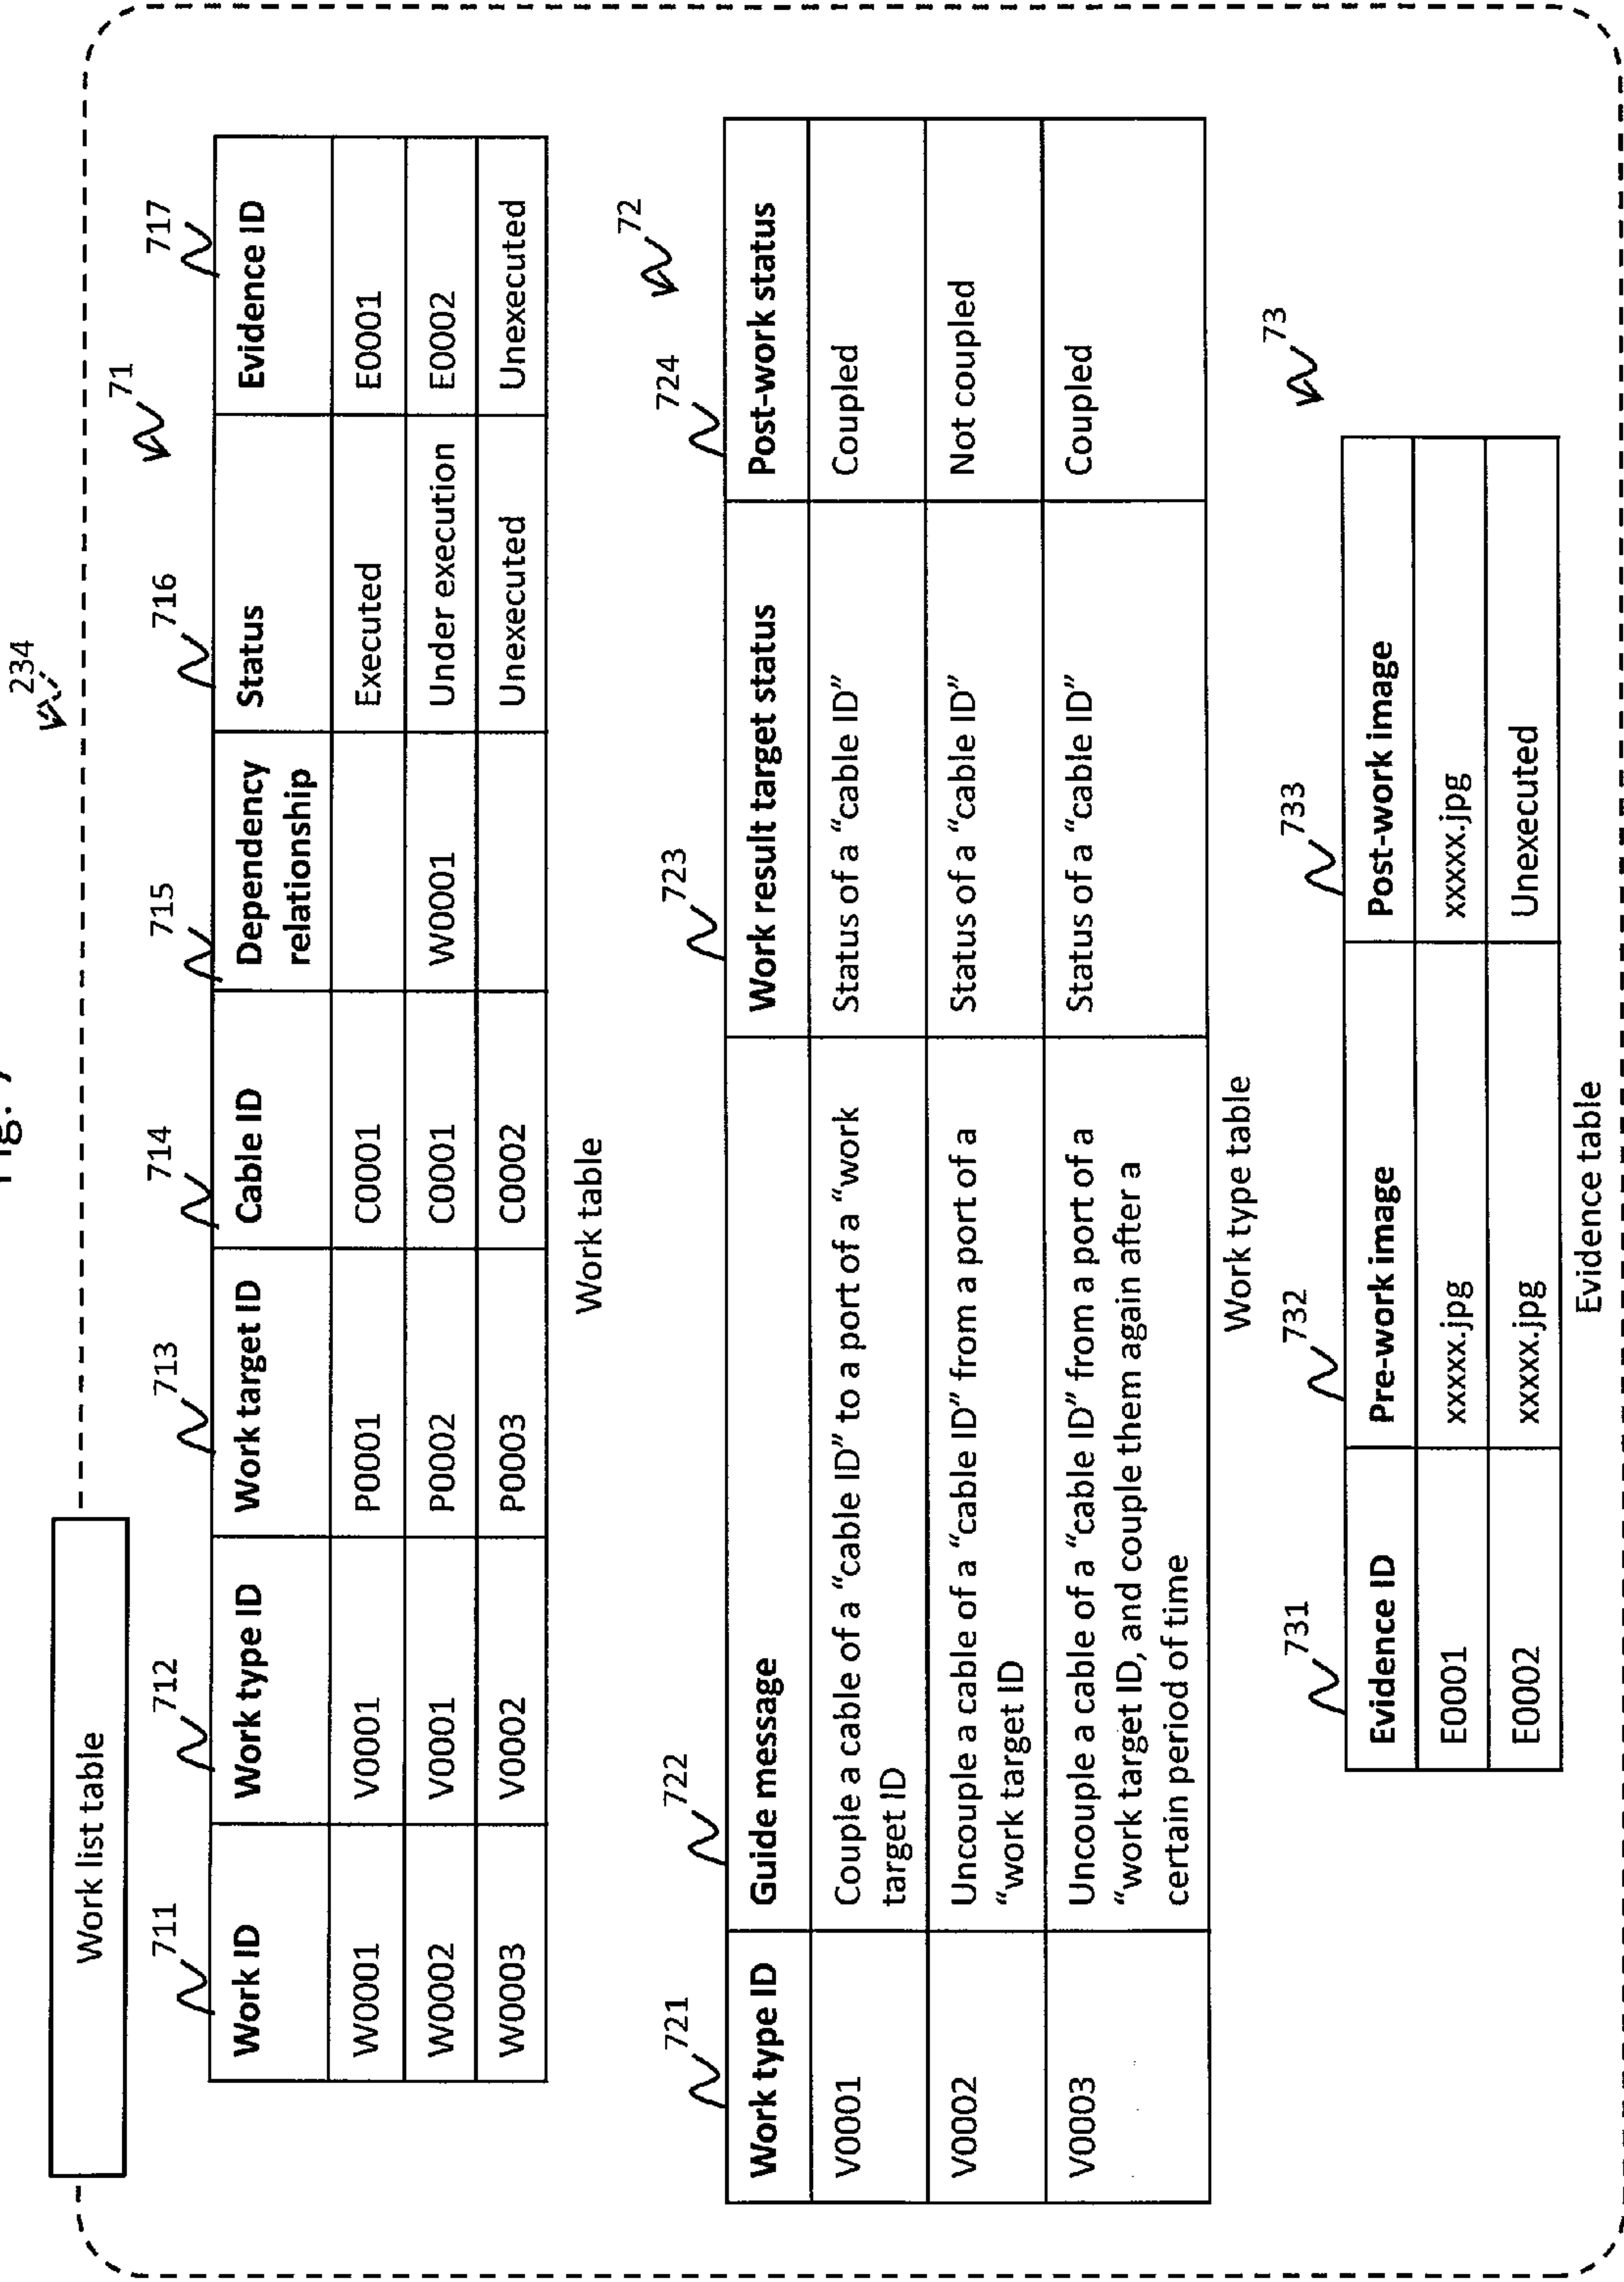 Fig. 7
234
Work list table
71
711 712 713 714 715 716 717
Work ID Work type ID Work target ID Cable ID Dependency relationship Status Evidence ID
W0001 V0001 P0001 C0001 Executed E0001
W0002 V0001 P0002 C0001 W0001 Under execution E0002
W0003 V0002 P0003 C0002 Unexecuted Unexecuted
Work table
72
721 722 723 724
Work type ID Guide message Work result target status Post-work status
V0001 Couple a cable of a “cable ID” to a port of a “work Status of a “cable ID” Coupled
target ID
V0002 Uncouple a cable of a “cable ID” from a port of a Status of a “cable ID” Not coupled
“work target ID
V0003 Uncouple a cable of a “cable ID” from a port of a Status of a “cable ID” Coupled
“work target ID, and couple them again after a
certain period of time
Work type table
73
731 732 733
Evidence ID Pre-work image Post-work image
E0001 xxxxx.jpg xxxxx.jpg
E0002 xxxxx.jpg Unexecuted
Evidence table